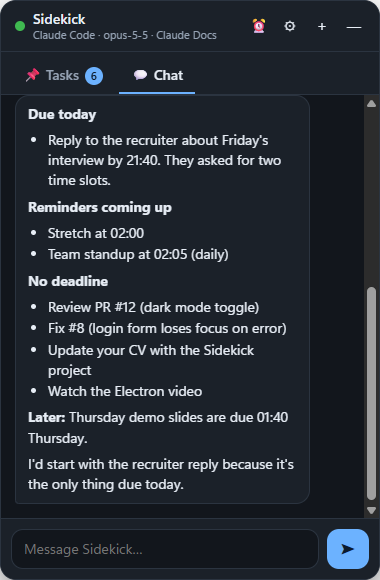 Sidekick
Claude Code · opus-5-5 · Claude Docs
+ —
Tasks 6
Chat
Due today
• Reply to the recruiter about Friday's
interview by 21:40. They asked for two
time slots.
Reminders coming up
• Stretch at 02:00
• Team standup at 02:05 (daily)
No deadline
• Review PR #12 (dark mode toggle)
• Fix #8 (login form loses focus on error)
• Update your CV with the Sidekick
project
• Watch the Electron video
Later: Thursday demo slides are due 01:40
Thursday.
I'd start with the recruiter reply because it's
the only thing due today.
Message Sidekick...